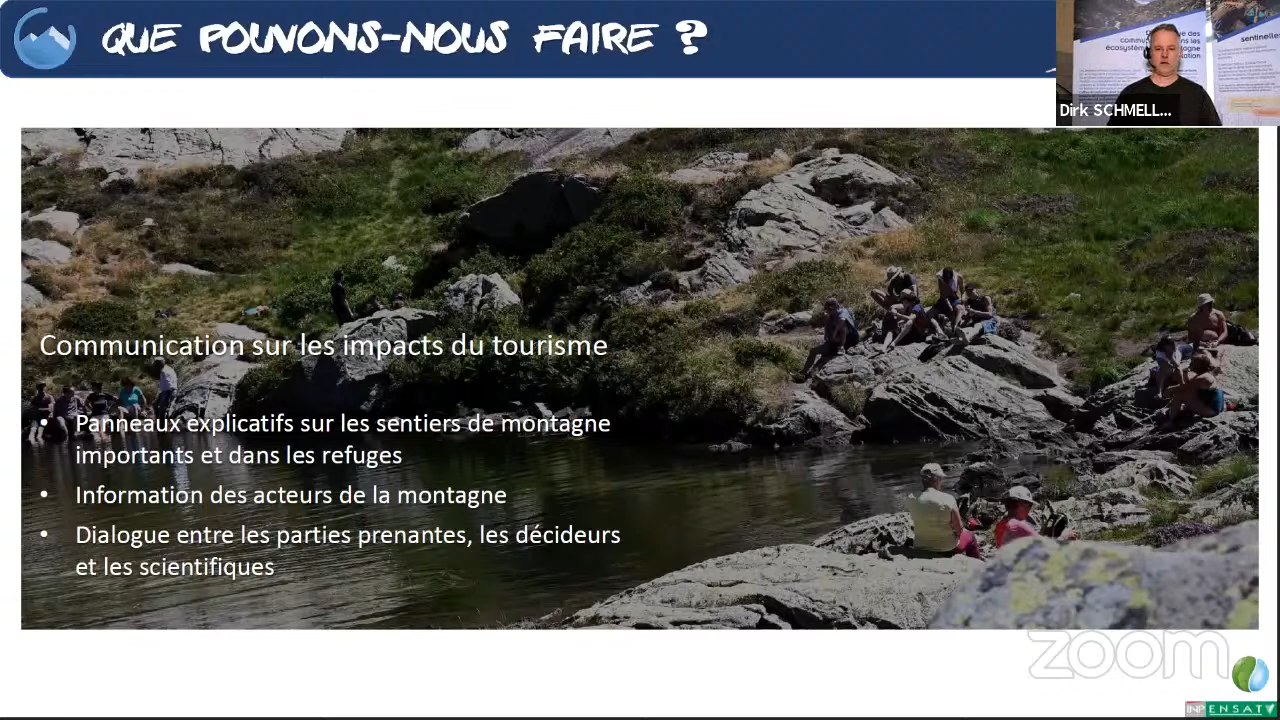 QUE POUVONS-NOUS FAIRE ?
sentinelles
Dirk SCHMELL...
Communication sur les impacts du tourisme
• Panneaux explicatifs sur les sentiers de montagne
importants et dans les refuges
• Information des acteurs de la montagne
• Dialogue entre les parties prenantes, les décideurs
et les scientifiques
zoom
INP ENSAT